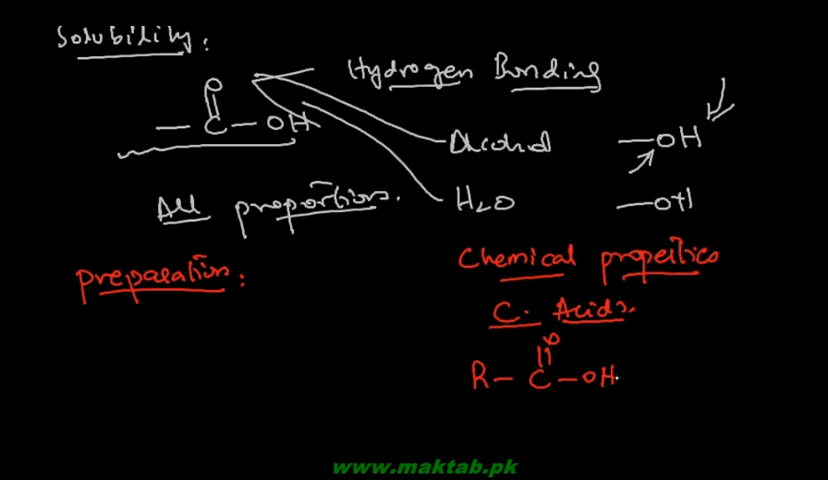 Solubility:
Hydrogen Bonding
O
— C — OH
Alcohol — OH
All proportions. H2O — OH
Preparation: Chemical properties
C. Acids.
O
R — C — OH
www.maktab.pk